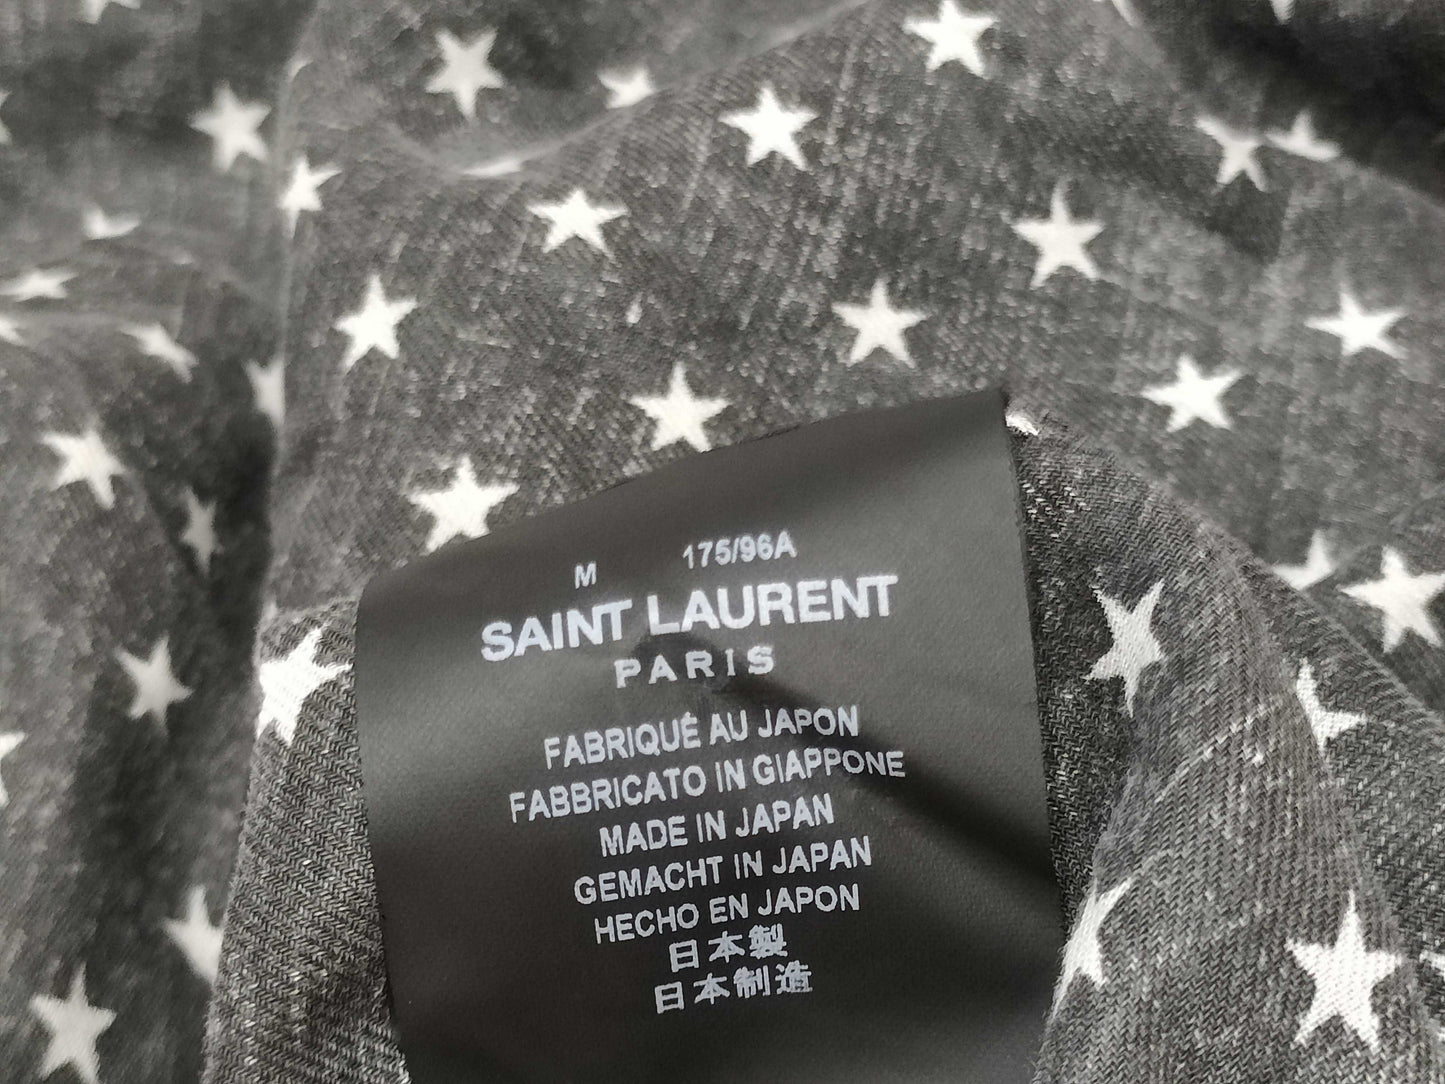 M 175/96A
SAINT LAURENT
PARIS
FABRIQUÉ AU JAPON
FABBRICATO IN GIAPPONE
MADE IN JAPAN
GEMACHT IN JAPAN
HECHO EN JAPON
日本製
日本制造